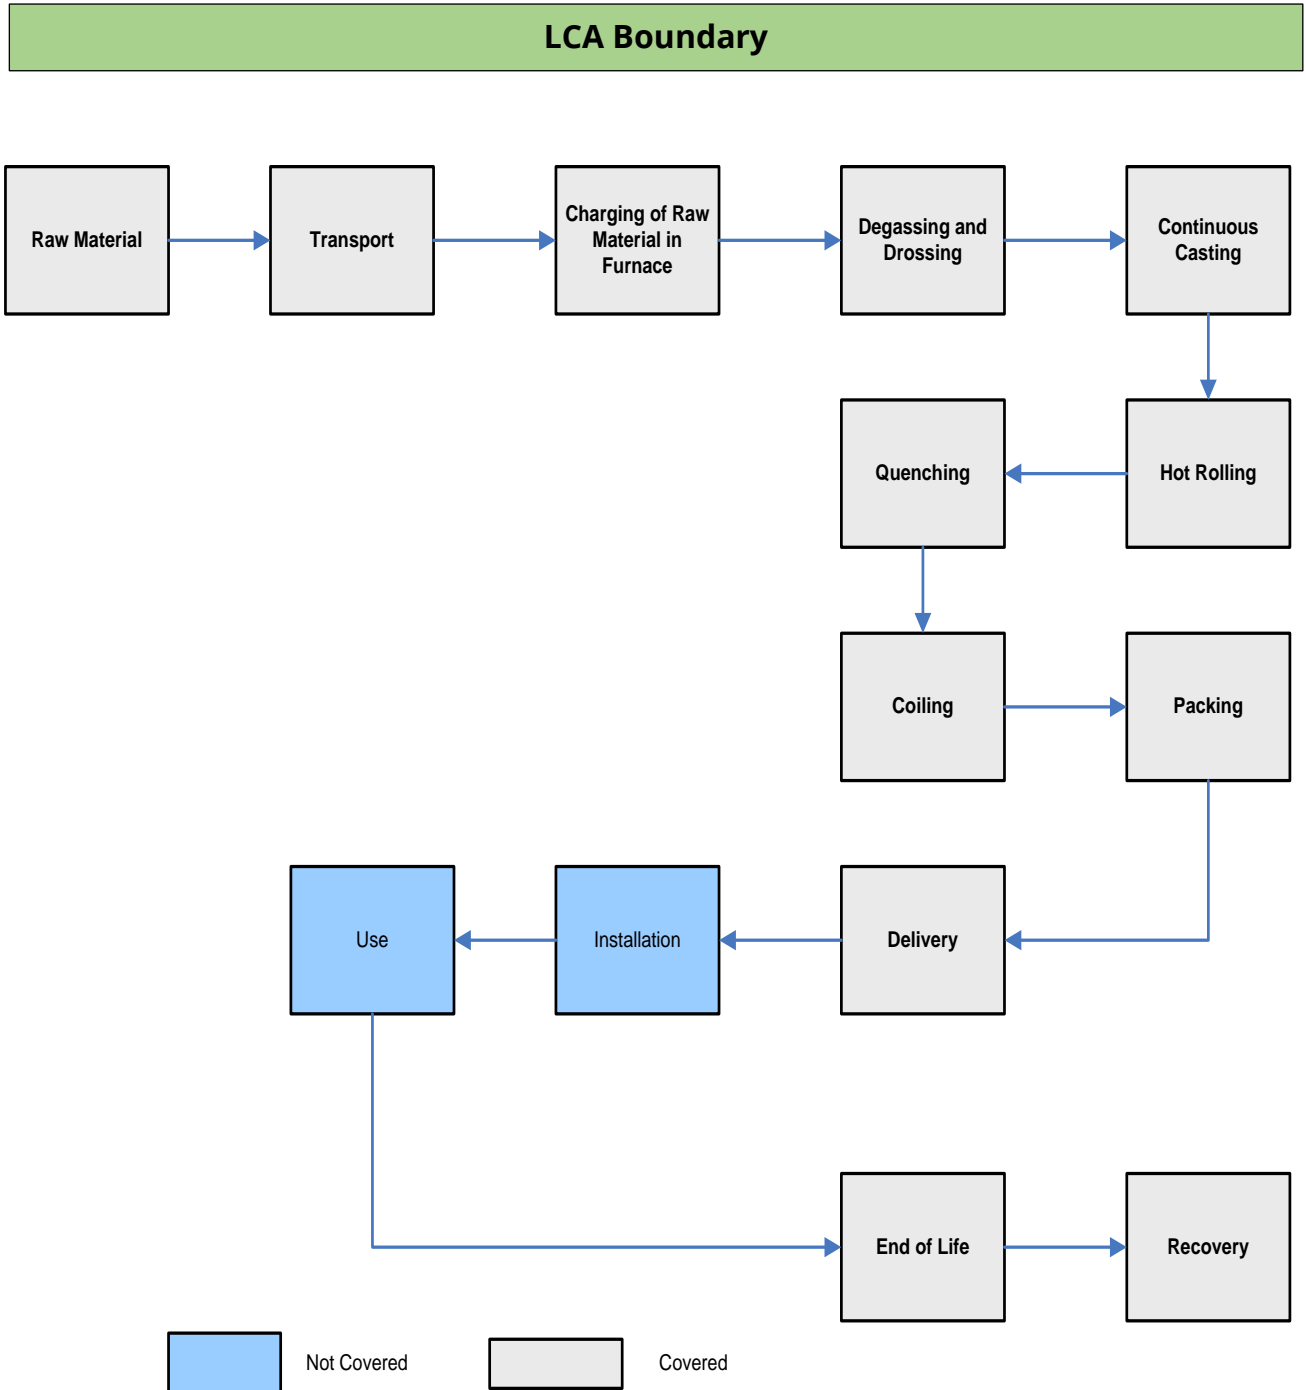 LCA Boundary
Raw Material
Transport
Charging of Raw
Material in
Furnace
Degassing and
Drossing
Continuous
Casting
Quenching
Hot Rolling
Coiling
Packing
Use
Installation
Delivery
End of Life
Recovery
Not Covered
Covered